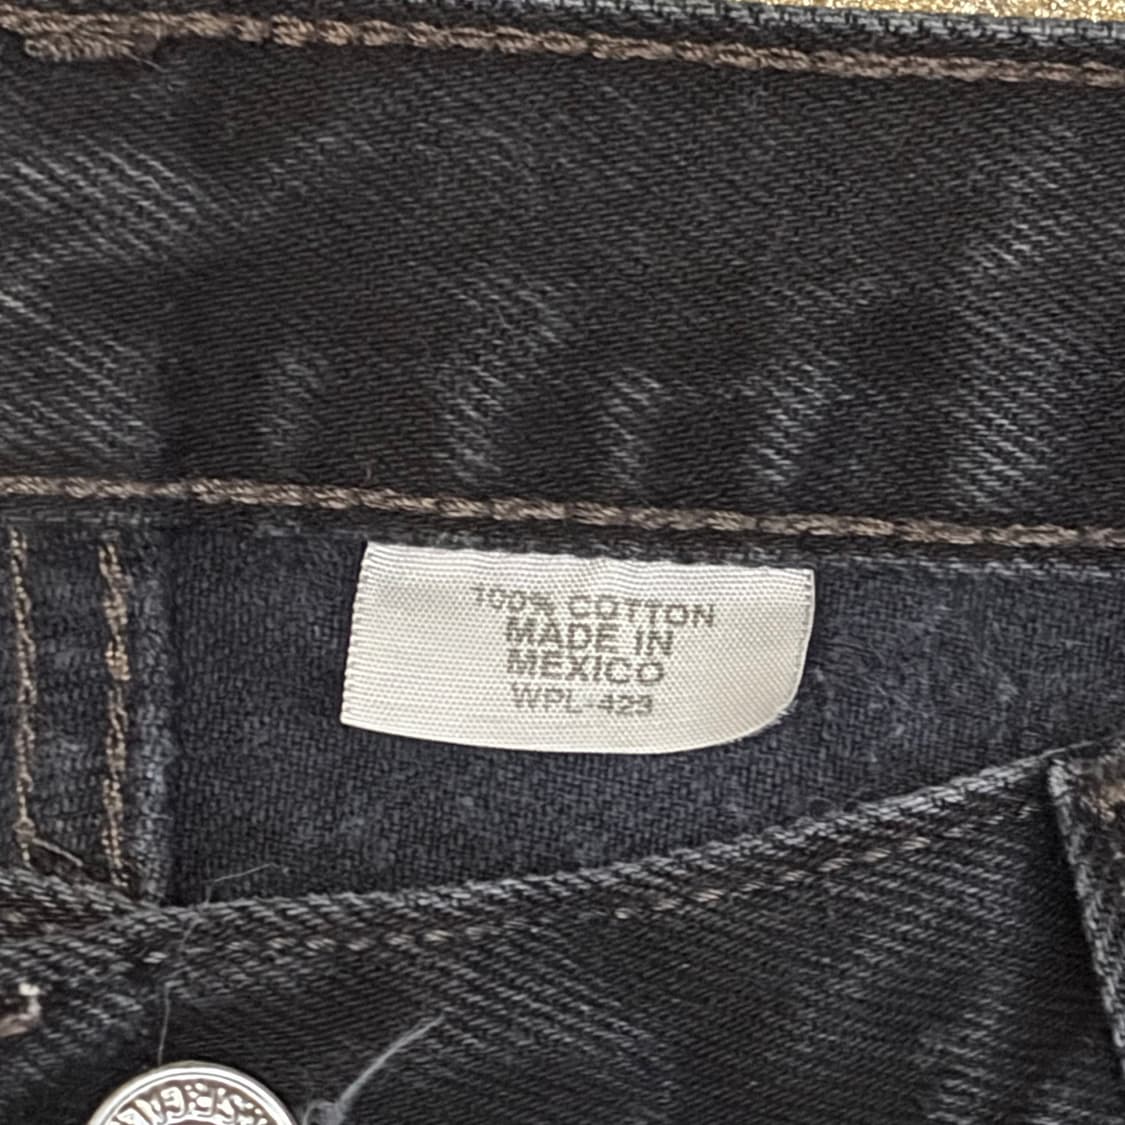 100% COTTON
MADE IN
MEXICO
WPL-423